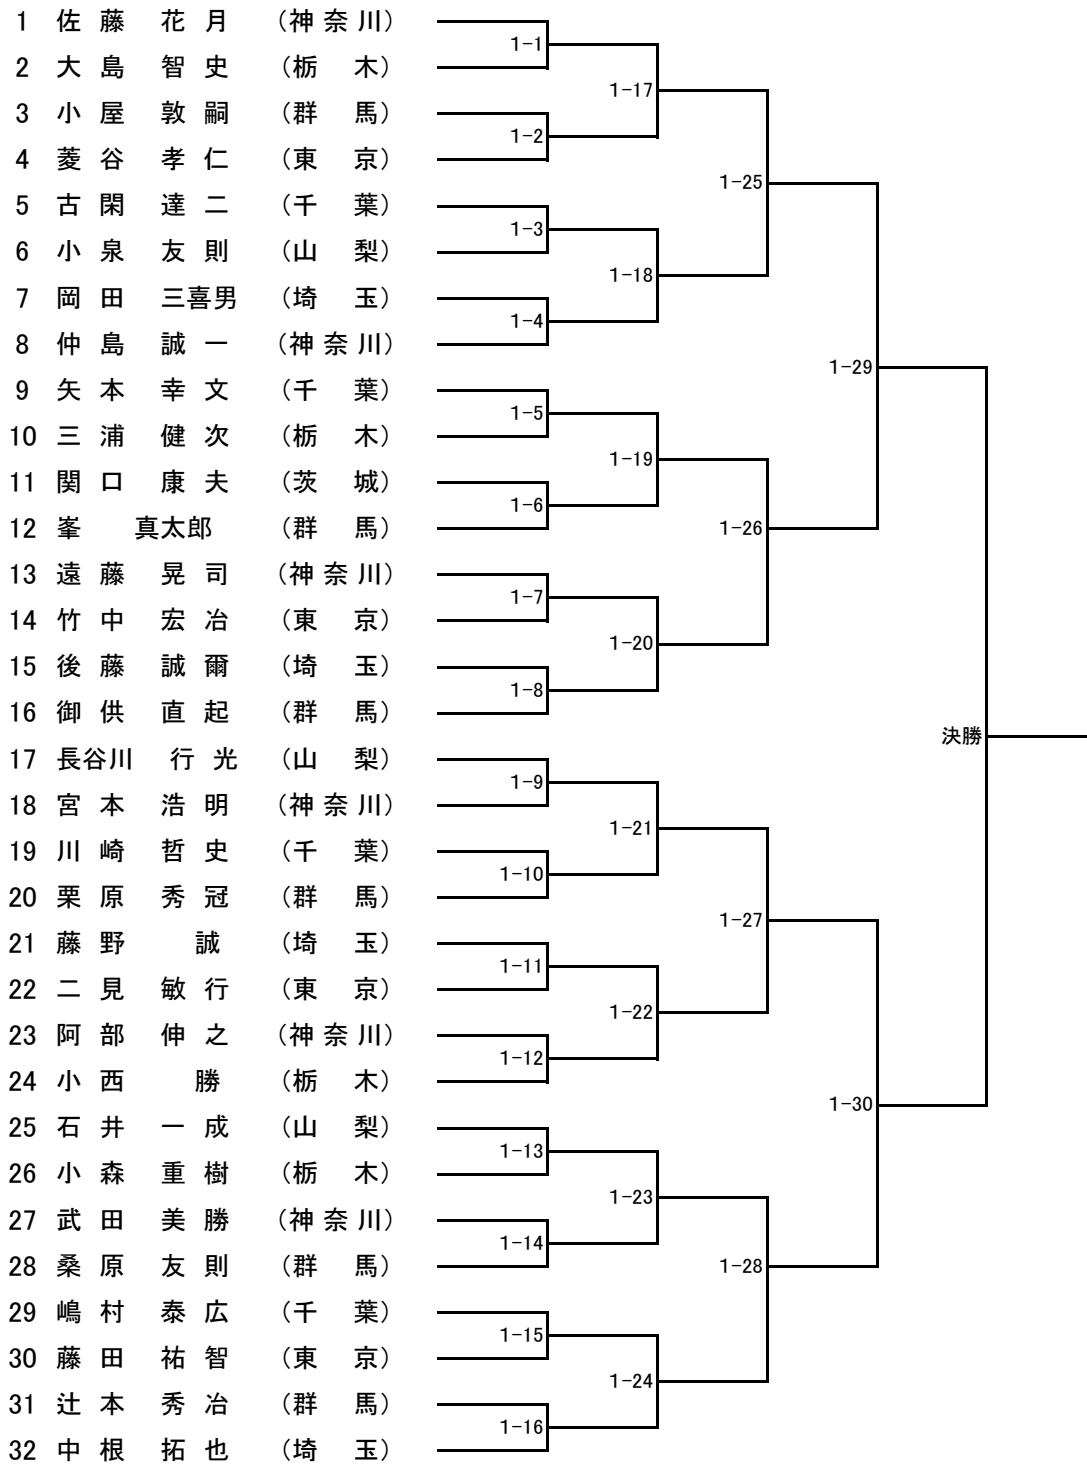 1 佐藤 花月 （神奈川）
1-1
2 大島 智史 （栃木）
1-17
3 小屋 敦嗣 （群馬）
1-2
4 菱谷 孝仁 （東京）
1-25
5 古閑 達二 （千葉）
1-3
6 小泉 友則 （山梨）
1-18
7 岡田 三喜男 （埼玉）
1-4
8 仲島 誠一 （神奈川）
1-29
9 矢本 幸文 （千葉）
1-5
10 三浦 健次 （栃木）
1-19
11 関口 康夫 （茨城）
1-6
12 峯 真太郎 （群馬）
1-26
13 遠藤 晃司 （神奈川）
1-7
14 竹中 宏冶 （東京）
1-20
15 後藤 誠爾 （埼玉）
1-8
16 御供 直起 （群馬）
決勝
17 長谷川 行光 （山梨）
1-9
18 宮本 浩明 （神奈川）
1-21
19 川崎 哲史 （千葉）
1-10
20 栗原 秀冠 （群馬）
1-27
21 藤野 誠 （埼玉）
1-11
22 二見 敏行 （東京）
1-22
23 阿部 伸之 （神奈川）
1-12
24 小西 勝 （栃木）
1-30
25 石井 一成 （山梨）
1-13
26 小森 重樹 （栃木）
1-23
27 武田 美勝 （神奈川）
1-14
28 桑原 友則 （群馬）
1-28
29 嶋村 泰広 （千葉）
1-15
30 藤田 祐智 （東京）
1-24
31 辻本 秀冶 （群馬）
1-16
32 中根 拓也 （埼玉）